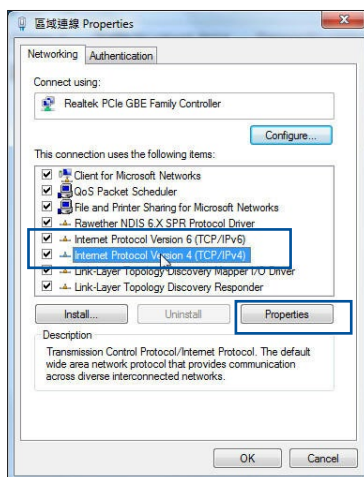 區域連線 Properties
Networking
Authentication
Connect using:
Realtek PCIe GBE Family Controller
Configure...
This connection uses the following items:
Client for Microsoft Networks
QoS Packet Scheduler
File and Printer Sharing for Microsoft Networks
Rawether NDIS 6.X SPR Protocol Driver
Internet Protocol Version 6 (TCP/IPv6)
Internet Protocol Version 4 (TCP/IPv4)
Link-Layer Topology Discovery Mapper I/O Driver
Link-Layer Topology Discovery Responder
Install...
Uninstall
Properties
Description
Transmission Control Protocol/Internet Protocol. The default
wide area network protocol that provides communication
across diverse interconnected networks.
OK
Cancel